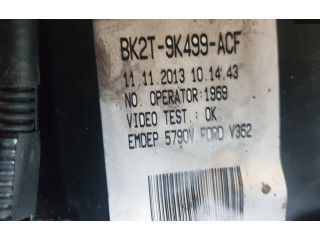 BK2T-9K499-ACF
11.11.2013 10.14.43
NO. OPERATOR:1969
VIDEO TEST.: OK
EMDEP 5790V.FORD V362